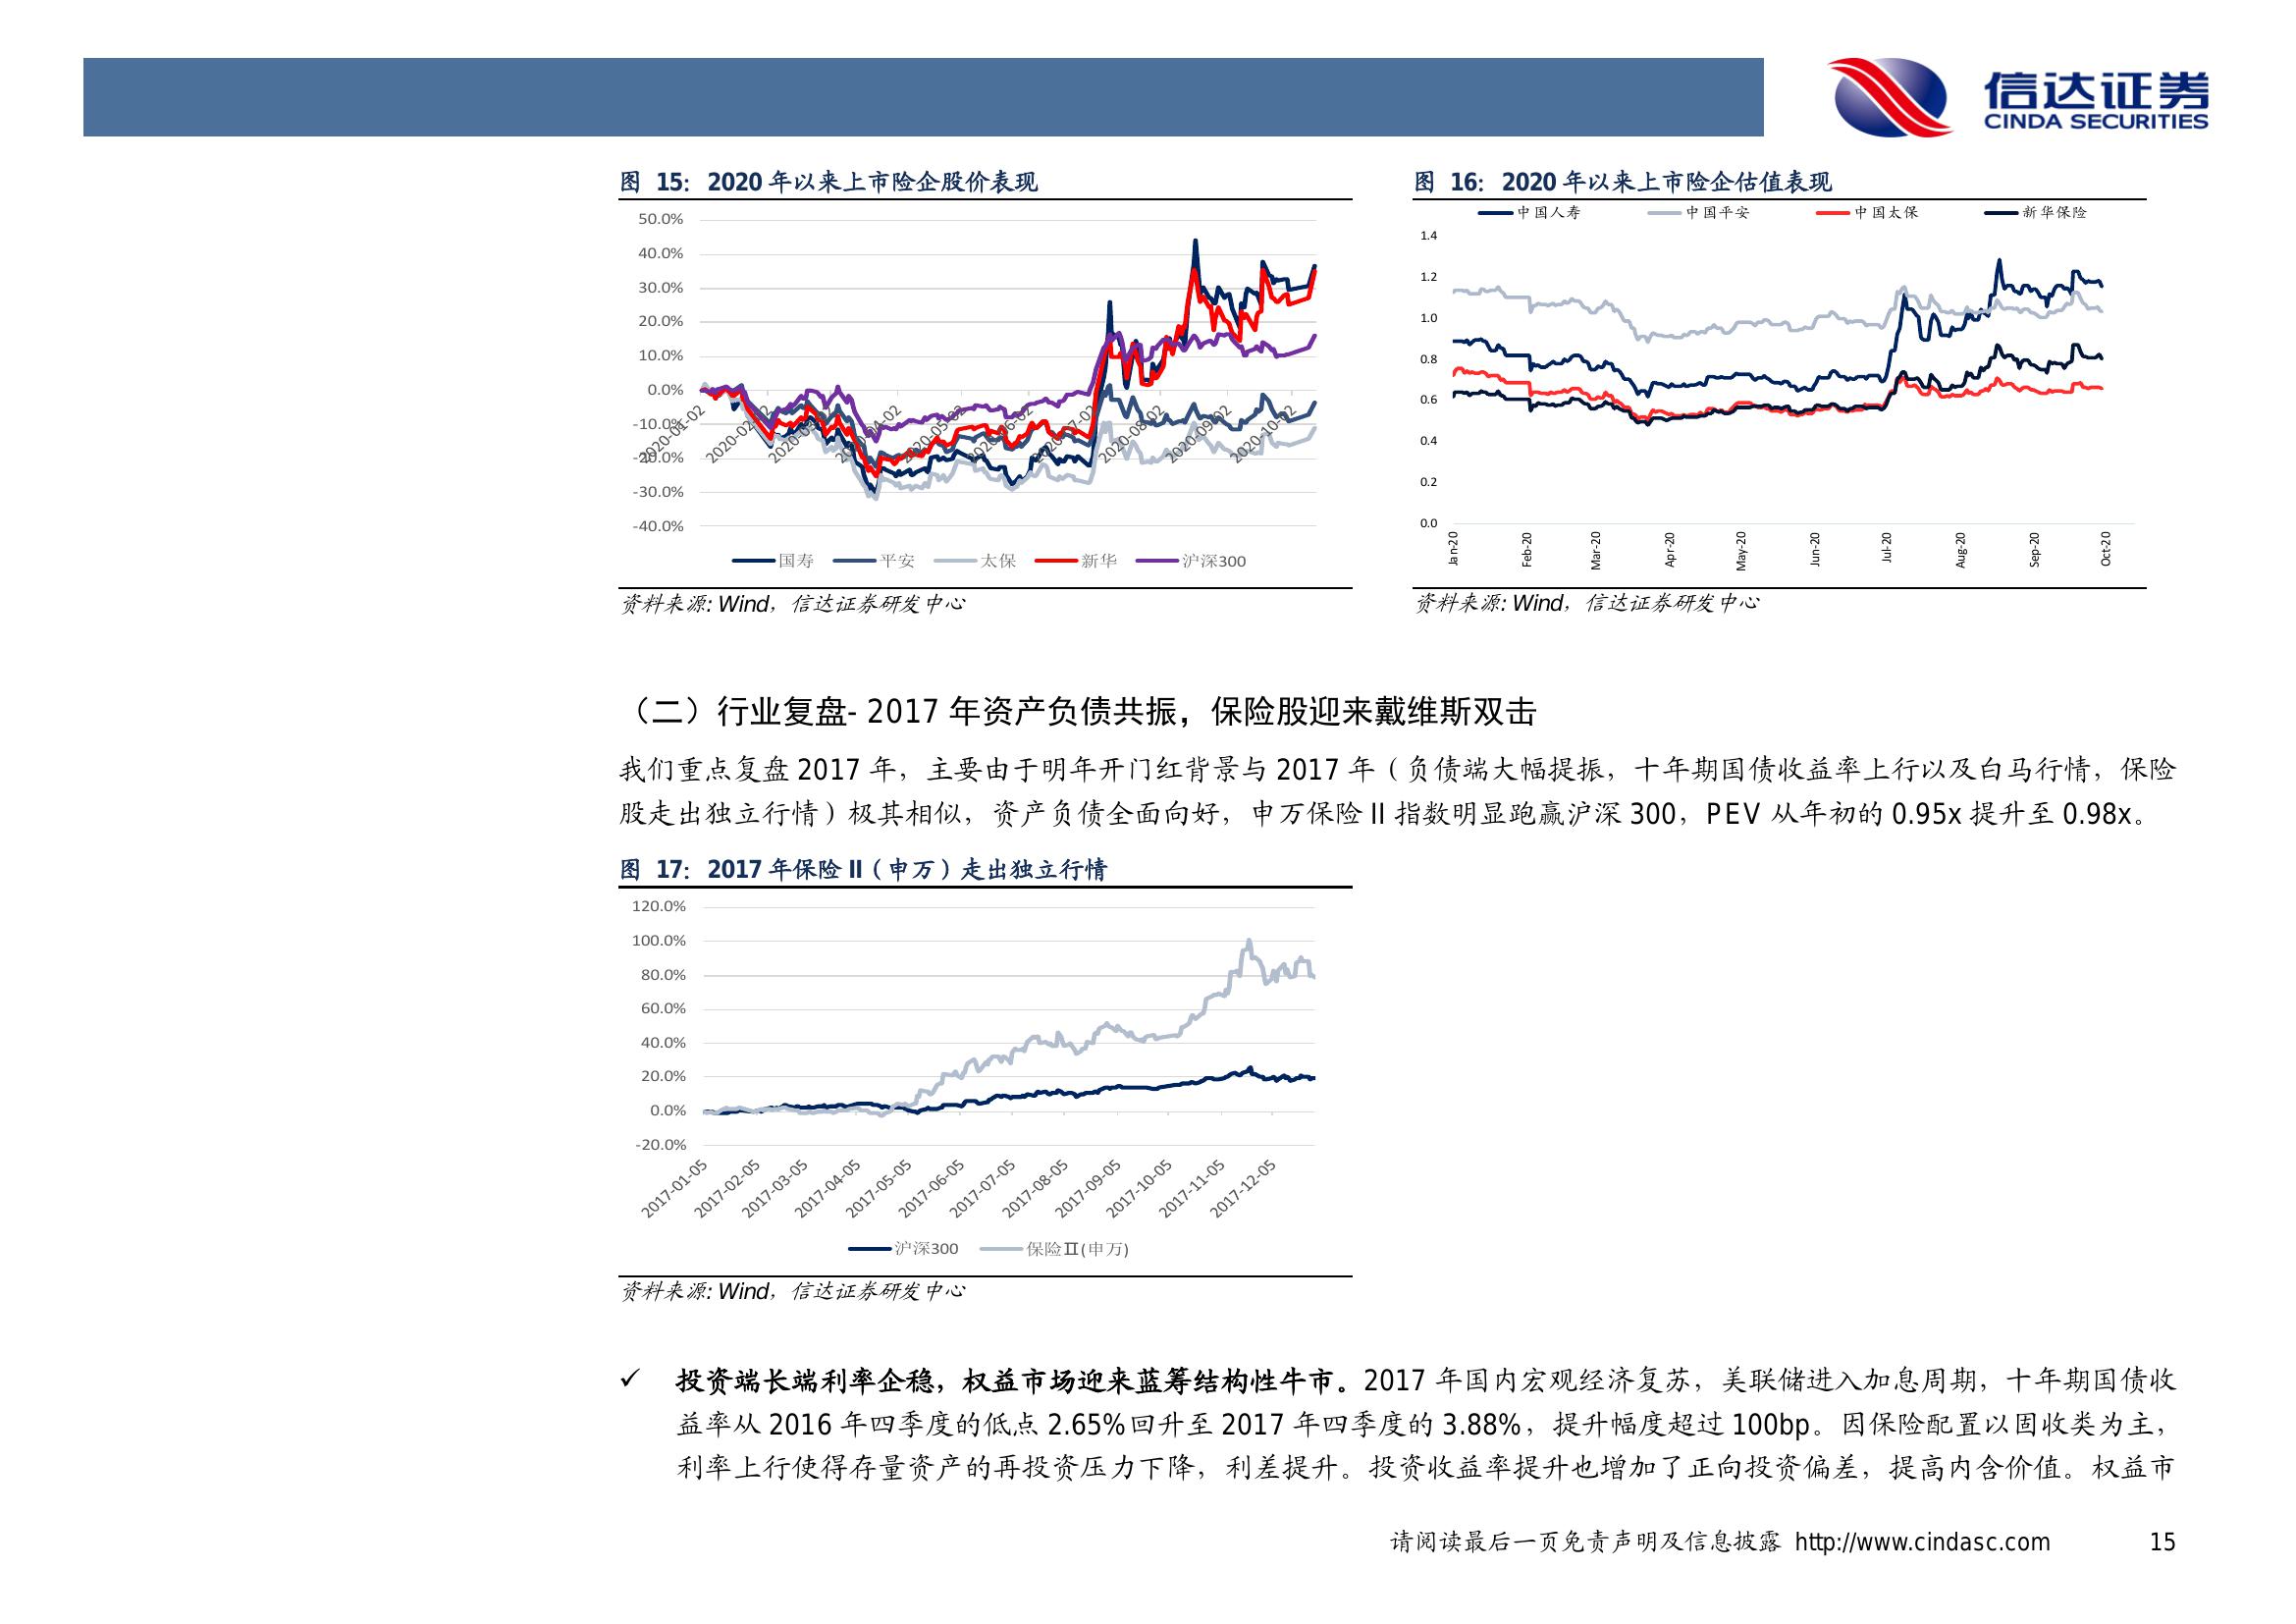 信达证券
CINDA SECURITIES
图 15：2020 年以来上市险企股价表现
50.0%
40.0%
30.0%
20.0%
10.0%
0.0%
-10.0%
-20.0%
-30.0%
-40.0%
2020-01-02
2020-02-02
2020-03-02
2020-04-02
2020-05-02
2020-06-02
2020-07-02
2020-08-02
2020-09-02
2020-10-02
国寿 平安 太保 新华 沪深300
资料来源: Wind，信达证券研发中心
图 16：2020 年以来上市险企估值表现
中国人寿 中国平安 中国太保 新华保险
1.4
1.2
1.0
0.8
0.6
0.4
0.2
0.0
Jan-20
Feb-20
Mar-20
Apr-20
May-20
Jun-20
Jul-20
Aug-20
Sep-20
Oct-20
资料来源: Wind，信达证券研发中心
（二）行业复盘- 2017 年资产负债共振，保险股迎来戴维斯双击
我们重点复盘 2017 年，主要由于明年开门红背景与 2017 年（负债端大幅提振，十年期国债收益率上行以及白马行情，保险
股走出独立行情）极其相似，资产负债全面向好，申万保险 II 指数明显跑赢沪深 300，PEV 从年初的 0.95x 提升至 0.98x。
图 17：2017 年保险 II（申万）走出独立行情
120.0%
100.0%
80.0%
60.0%
40.0%
20.0%
0.0%
-20.0%
2017-01-05
2017-02-05
2017-03-05
2017-04-05
2017-05-05
2017-06-05
2017-07-05
2017-08-05
2017-09-05
2017-10-05
2017-11-05
2017-12-05
沪深300 保险Ⅱ(申万)
资料来源: Wind，信达证券研发中心
✓ 投资端长端利率企稳，权益市场迎来蓝筹结构性牛市。2017 年国内宏观经济复苏，美联储进入加息周期，十年期国债收
益率从 2016 年四季度的低点 2.65%回升至 2017 年四季度的 3.88%，提升幅度超过 100bp。因保险配置以固收类为主，
利率上行使得存量资产的再投资压力下降，利差提升。投资收益率提升也增加了正向投资偏差，提高内含价值。权益市
请阅读最后一页免责声明及信息披露 http://www.cindasc.com 15